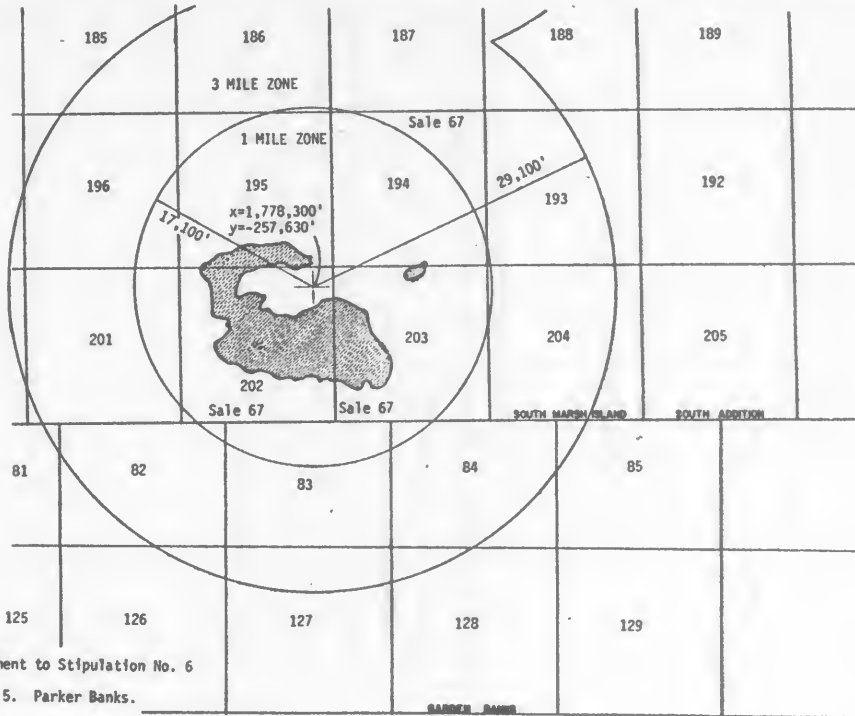 185 186 187 188 189
3 MILE ZONE
Sale 67
1 MILE ZONE
196 195 194 193 192
29,100'
17,100'
x=1,778,300'
y=-257,630'
201 202 203 204 205
Sale 67 Sale 67
SOUTH MARSH ISLAND SOUTH ADDITION
81 82 83 84 85
125 126 127 128 129
ment to Stipulation No. 6
5. Parker Banks.
GARDEN BANKS